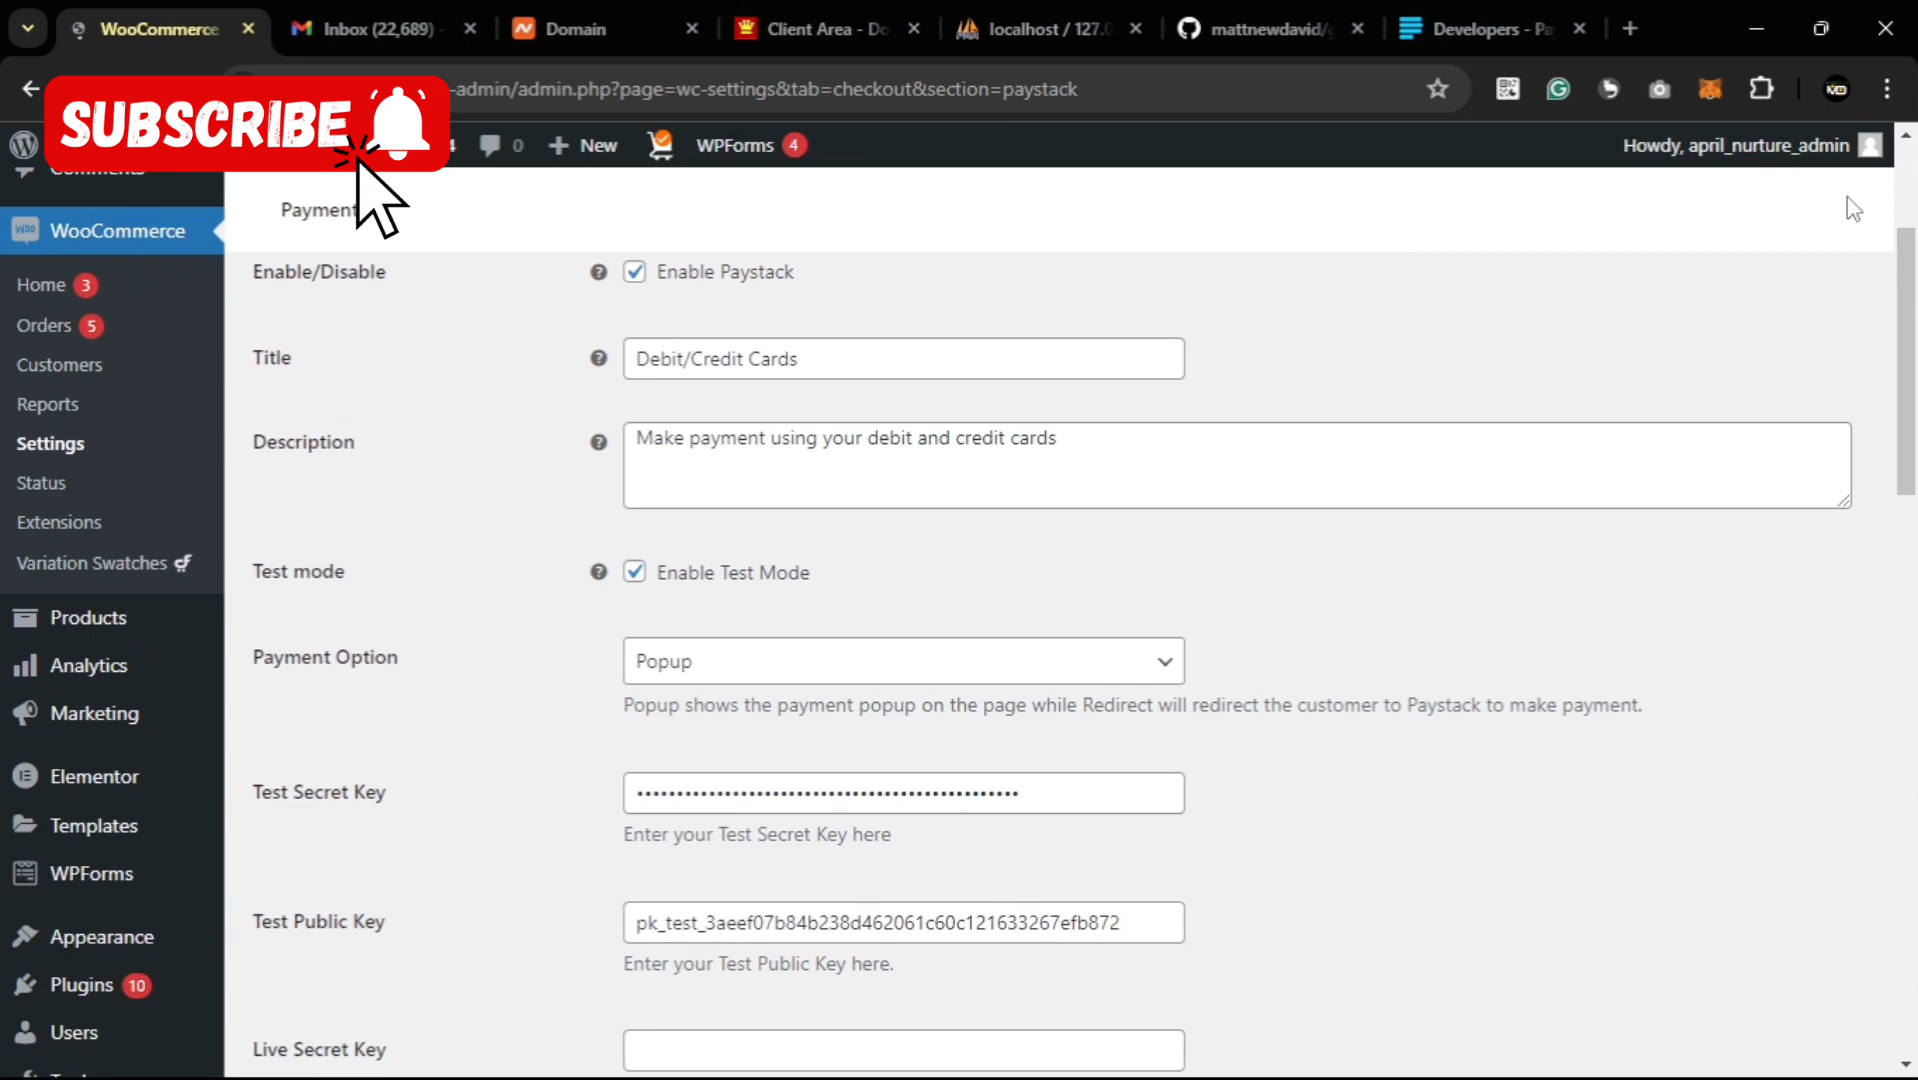 WooCommerce
Inbox (22,689)
Domain
Client Area - Do
localhost / 127.0
mattnewdavid/
Developers - Pa
-admin/admin.php?page=wc-settings&tab=checkout&section=paystack
SUBSCRIBE
4
0
New
WPForms 4
Howdy, april_nurture_admin
Comments
Payment
WooCommerce
Home 3
Orders 5
Customers
Reports
Settings
Status
Extensions
Variation Swatches
Products
Analytics
Marketing
Elementor
Templates
WPForms
Appearance
Plugins 10
Users
Enable/Disable
Enable Paystack
Title
Debit/Credit Cards
Description
Make payment using your debit and credit cards
Test mode
Enable Test Mode
Payment Option
Popup
Popup shows the payment popup on the page while Redirect will redirect the customer to Paystack to make payment.
Test Secret Key
Enter your Test Secret Key here
Test Public Key
pk_test_3aeef07b84b238d462061c60c121633267efb872
Enter your Test Public Key here.
Live Secret Key